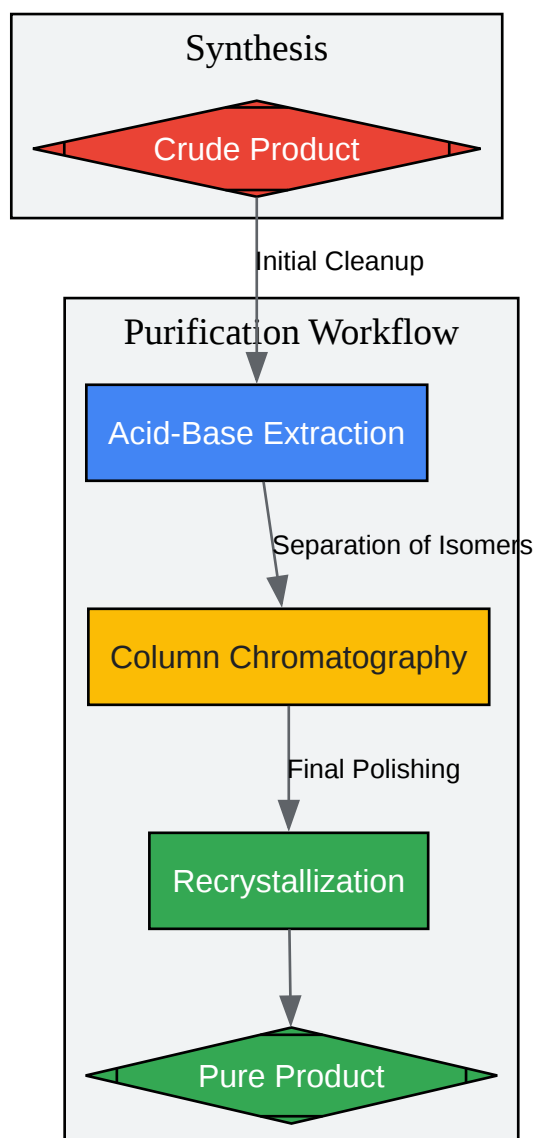 Synthesis
Crude Product
Initial Cleanup
Purification Workflow
Acid-Base Extraction
Separation of Isomers
Column Chromatography
Final Polishing
Recrystallization
Pure Product